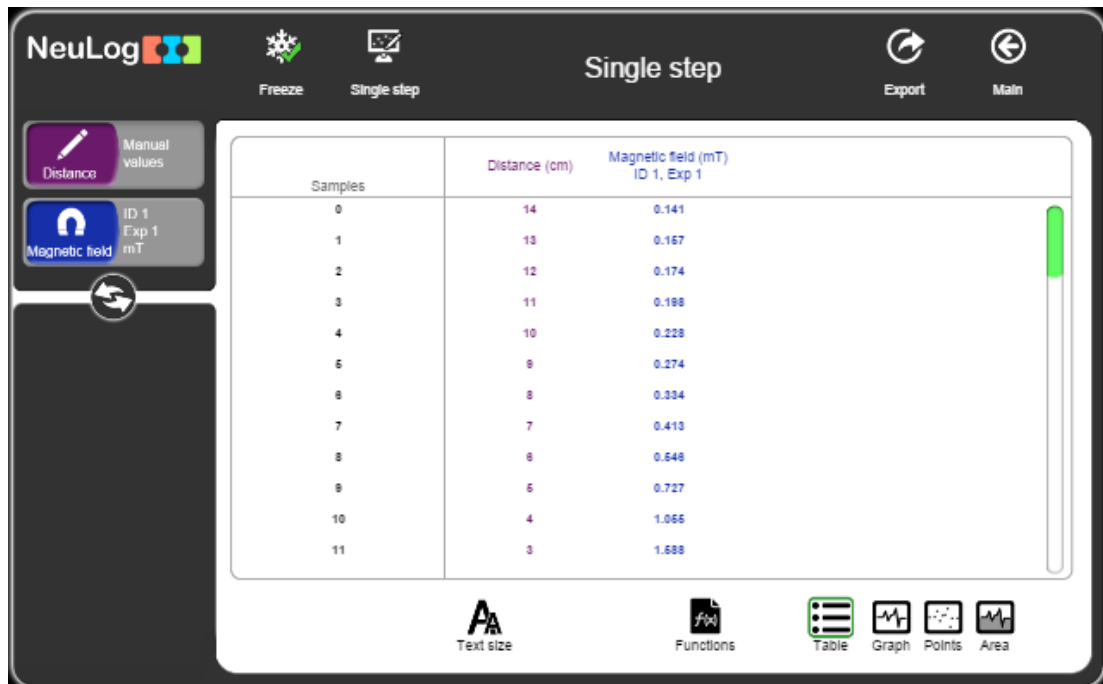 NeuLog
Freeze
Single step
Single step
Export
Main
Distance
Manual
values
Magnetic field
ID 1
Exp 1
mT
Samples Distance (cm) Magnetic field (mT)
ID 1, Exp 1
0 14 0.141
1 13 0.157
2 12 0.174
3 11 0.198
4 10 0.228
5 9 0.274
6 8 0.334
7 7 0.413
8 6 0.546
9 5 0.727
10 4 1.055
11 3 1.588
Text size
f(x)
Functions
Table
Graph
Points
Area